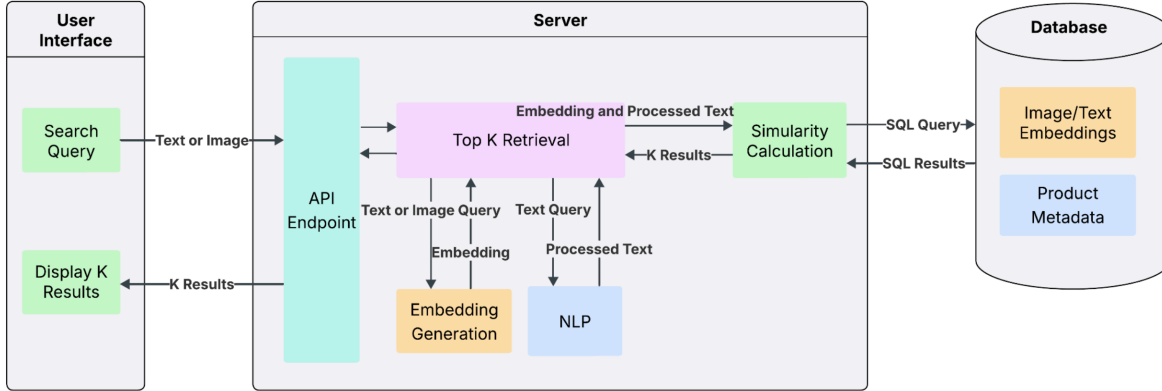 User
Interface
Server
Database
Search
Query
Text or Image
API
Endpoint
Top K Retrieval
Embedding and Processed Text
K Results
Simularity
Calculation
SQL Query
SQL Results
Image/Text
Embeddings
Product
Metadata
Text or Image Query
Embedding
Text Query
Processed Text
Embedding
Generation
NLP
Display K
Results
K Results